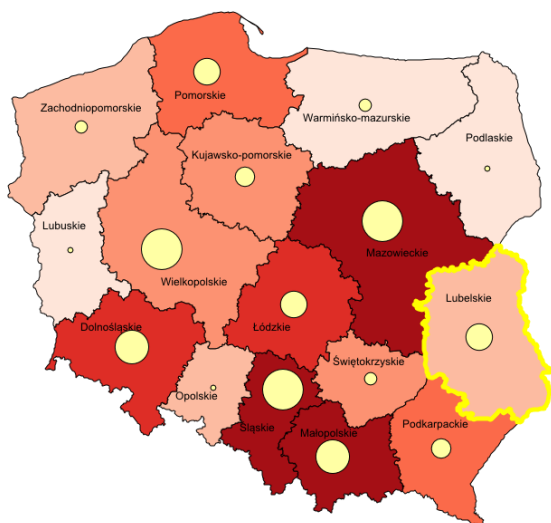 Zachodniopomorskie
Pomorskie
Warmińsko-mazurskie
Podlaskie
Kujawsko-pomorskie
Lubuskie
Mazowieckie
Wielkopolskie
Lubelskie
Dolnośląskie
Łódzkie
Świętokrzyskie
Opolskie
Podkarpackie
Śląskie
Małopolskie